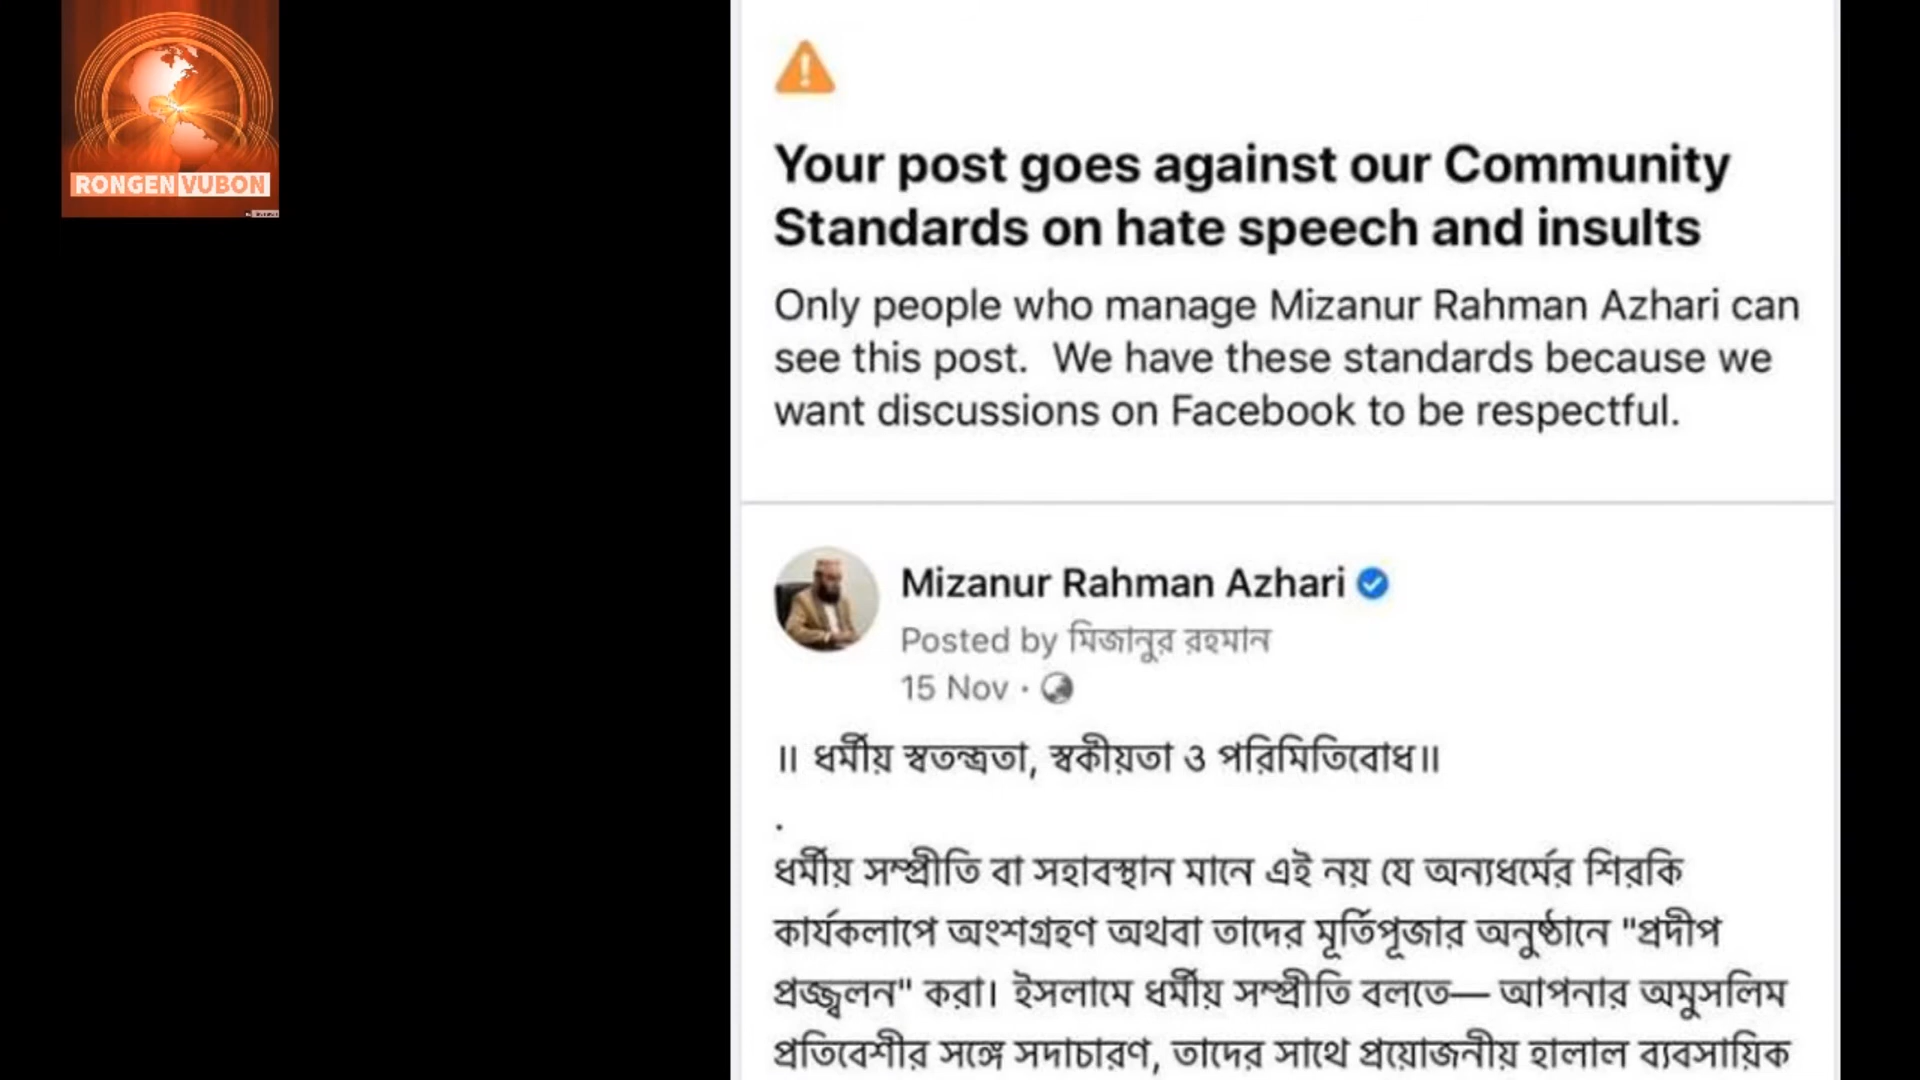 RONGEN VUBON
Your post goes against our Community
Standards on hate speech and insults
Only people who manage Mizanur Rahman Azhari can
see this post. We have these standards because we
want discussions on Facebook to be respectful.
Mizanur Rahman Azhari
Posted by মিজানুর রহমান
15 Nov ·
॥ ধর্মীয় স্বতন্ত্রতা, স্বকীয়তা ও পরিমিতিবোধ॥
.
ধর্মীয় সম্প্রীতি বা সহাবস্থান মানে এই নয় যে অন্যধর্মের শিরকি
কার্যকলাপে অংশগ্রহণ অথবা তাদের মূর্তিপূজার অনুষ্ঠানে "প্রদীপ
প্রজ্জ্বলন" করা। ইসলামে ধর্মীয় সম্প্রীতি বলতে— আপনার অমুসলিম
প্রতিবেশীর সঙ্গে সদাচারণ, তাদের সাথে প্রয়োজনীয় হালাল ব্যবসায়িক